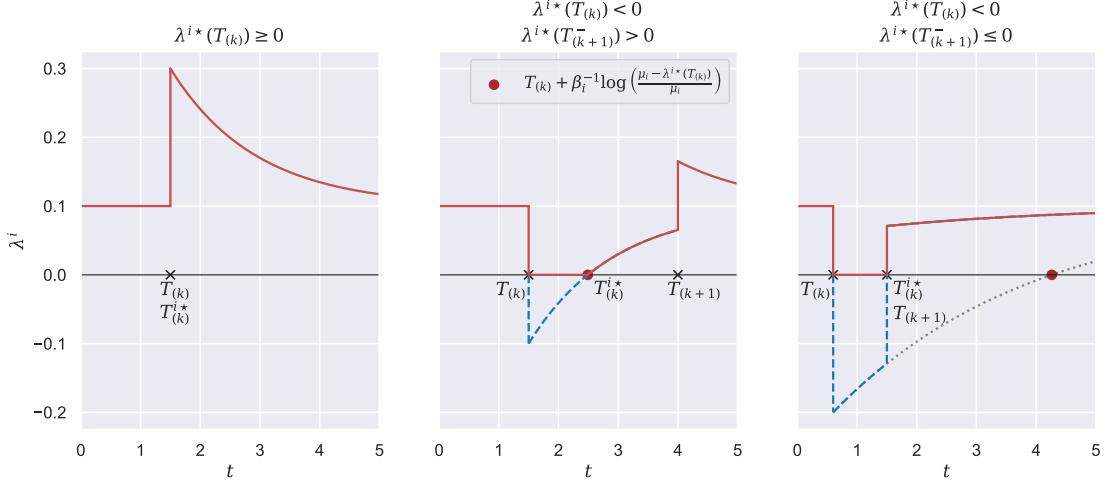 λ^{i⋆}(T_{(k)}) ≥ 0
λ^{i⋆}(T_{(k)}) < 0
λ^{i⋆}(T^−_{(k+1)}) > 0
λ^{i⋆}(T_{(k)}) < 0
λ^{i⋆}(T^−_{(k+1)}) ≤ 0
λ^i
0.3
0.2
0.1
0.0
−0.1
−0.2
T_{(k)}
T^{i⋆}_{(k)}
0 1 2 3 4 5
t
T_{(k)} + β_i^{−1} log ( (μ_i − λ^{i⋆}(T_{(k)})) / μ_i )
T_{(k)}
T^{i⋆}_{(k)}
T_{(k+1)}
0 1 2 3 4 5
t
T_{(k)}
T^{i⋆}_{(k)}
T_{(k+1)}
0 1 2 3 4 5
t